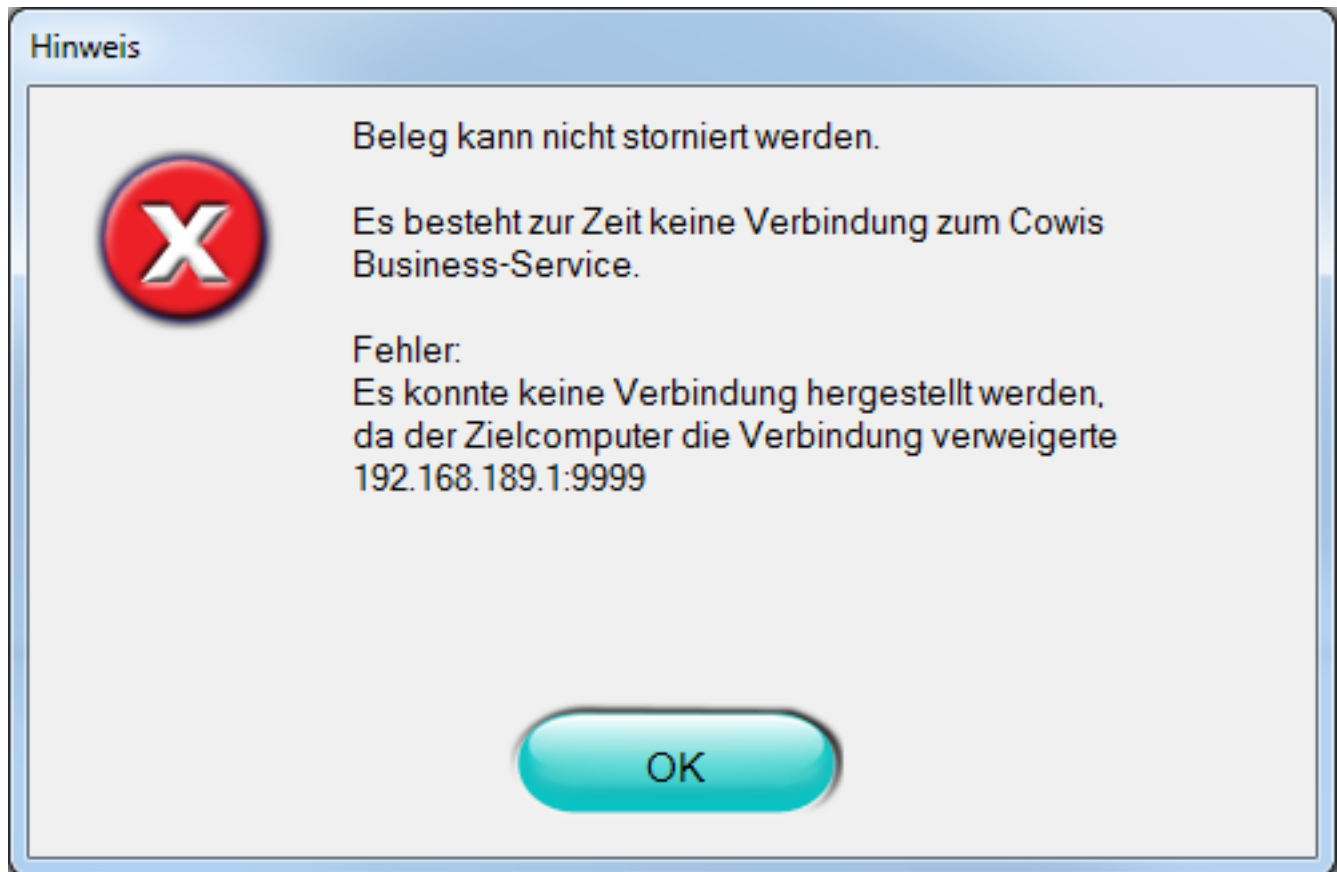 Hinweis
Beleg kann nicht storniert werden.
Es besteht zur Zeit keine Verbindung zum Cowis
Business-Service.
Fehler:
Es konnte keine Verbindung hergestellt werden,
da der Zielcomputer die Verbindung verweigerte
192.168.189.1:9999
OK